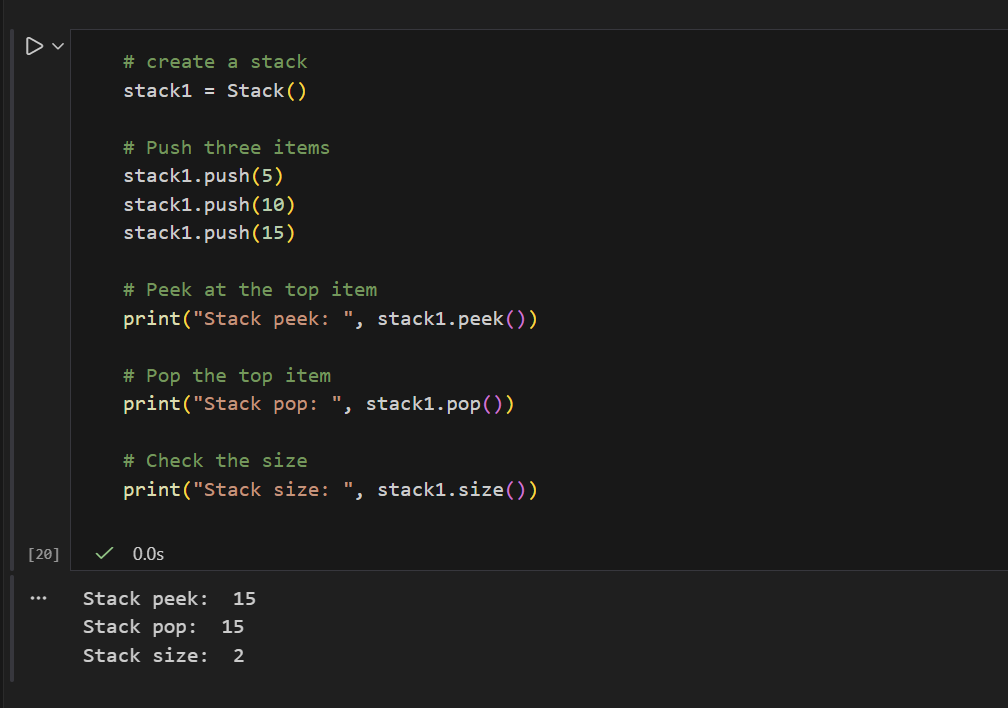 # create a stack
stack1 = Stack()
# Push three items
stack1.push(5)
stack1.push(10)
stack1.push(15)
# Peek at the top item
print("Stack peek: ", stack1.peek())
# Pop the top item
print("Stack pop: ", stack1.pop())
# Check the size
print("Stack size: ", stack1.size())
[20] 0.0s
Stack peek:  15
Stack pop:  15
Stack size:  2